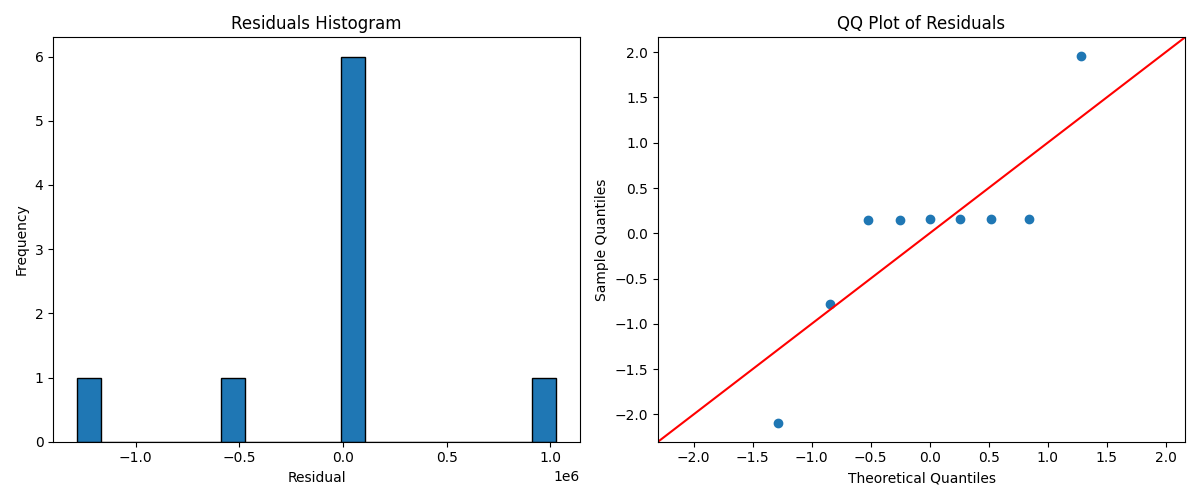 Residuals Histogram
6
5
4
3
2
1
0
Frequency
−1.0 −0.5 0.0 0.5 1.0
1e6
Residual
QQ Plot of Residuals
2.0
1.5
1.0
0.5
0.0
−0.5
−1.0
−1.5
−2.0
Sample Quantiles
−2.0 −1.5 −1.0 −0.5 0.0 0.5 1.0 1.5 2.0
Theoretical Quantiles